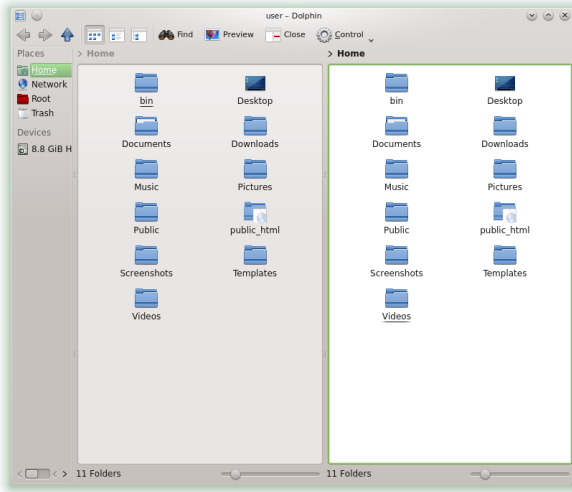 user – Dolphin
Find Preview Close Control
Places
Home
Network
Root
Trash
Devices
8.8 GiB H
> Home
bin Desktop
Documents Downloads
Music Pictures
Public public_html
Screenshots Templates
Videos
11 Folders
> Home
bin Desktop
Documents Downloads
Music Pictures
Public public_html
Screenshots Templates
Videos
11 Folders